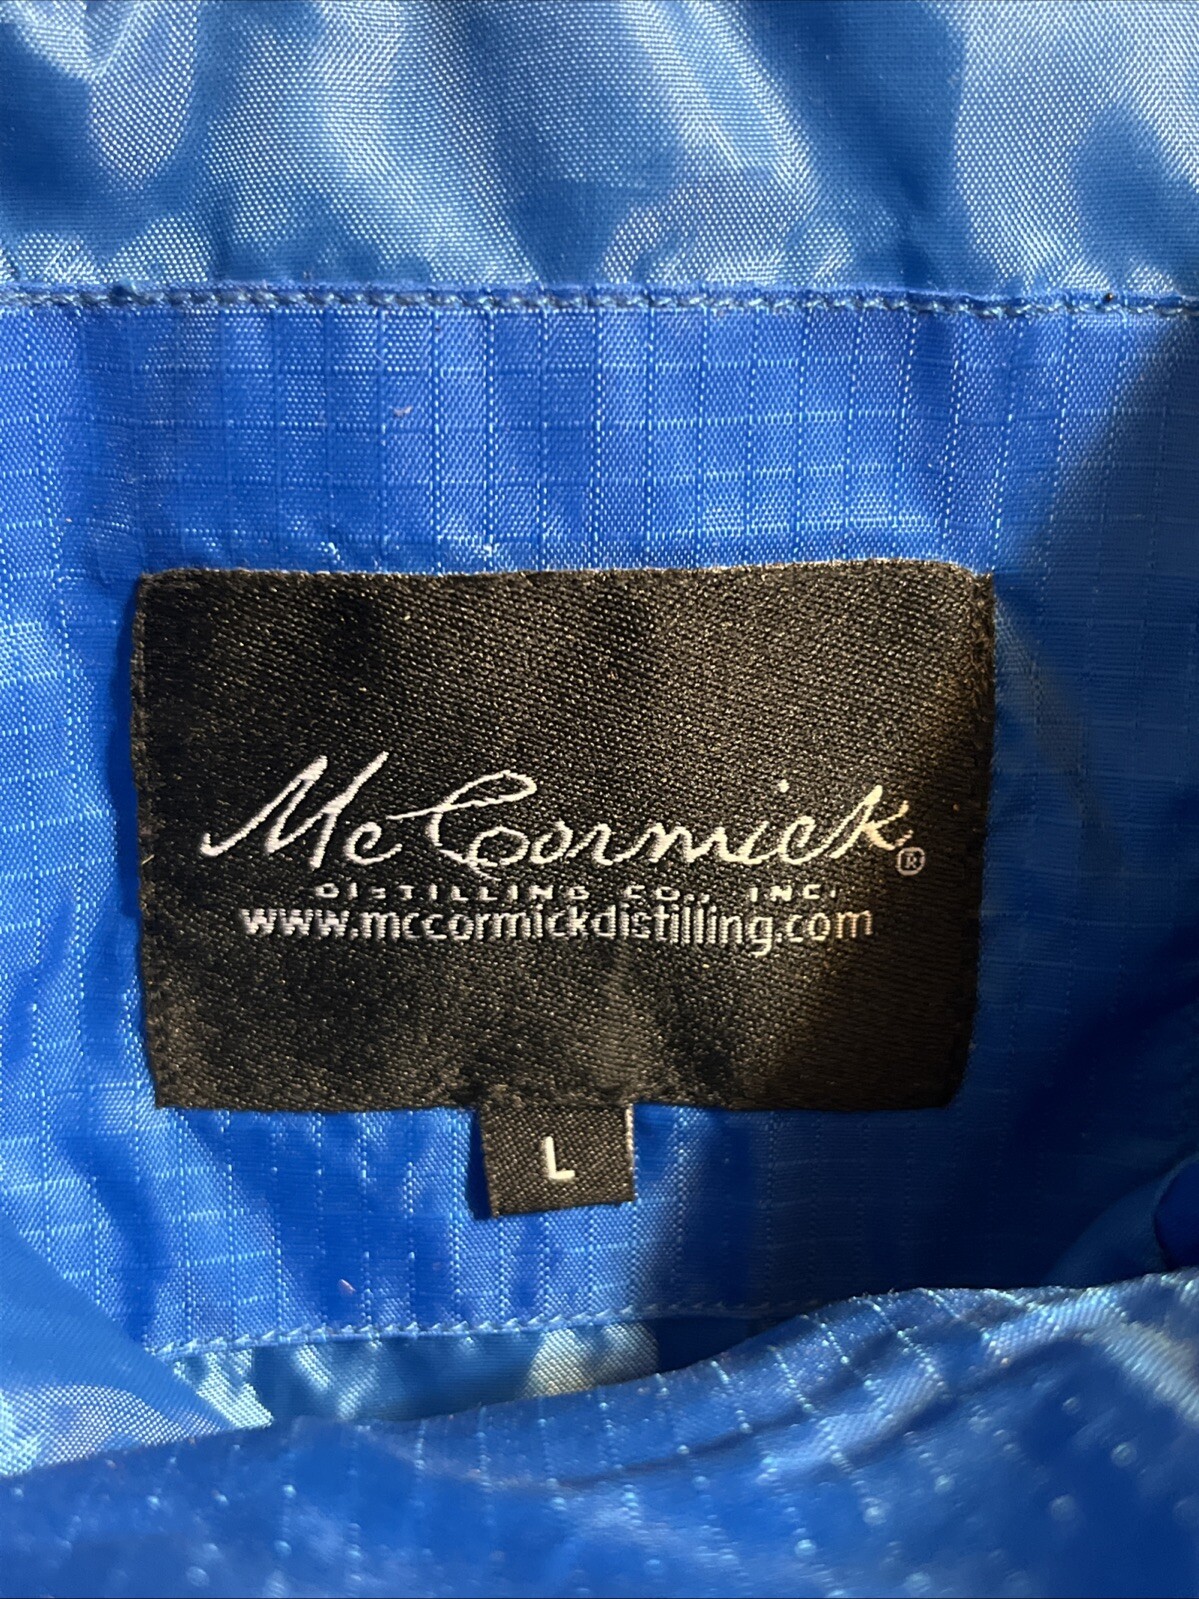 McCormick®
DISTILLING CO., INC.
www.mccormickdistilling.com
L